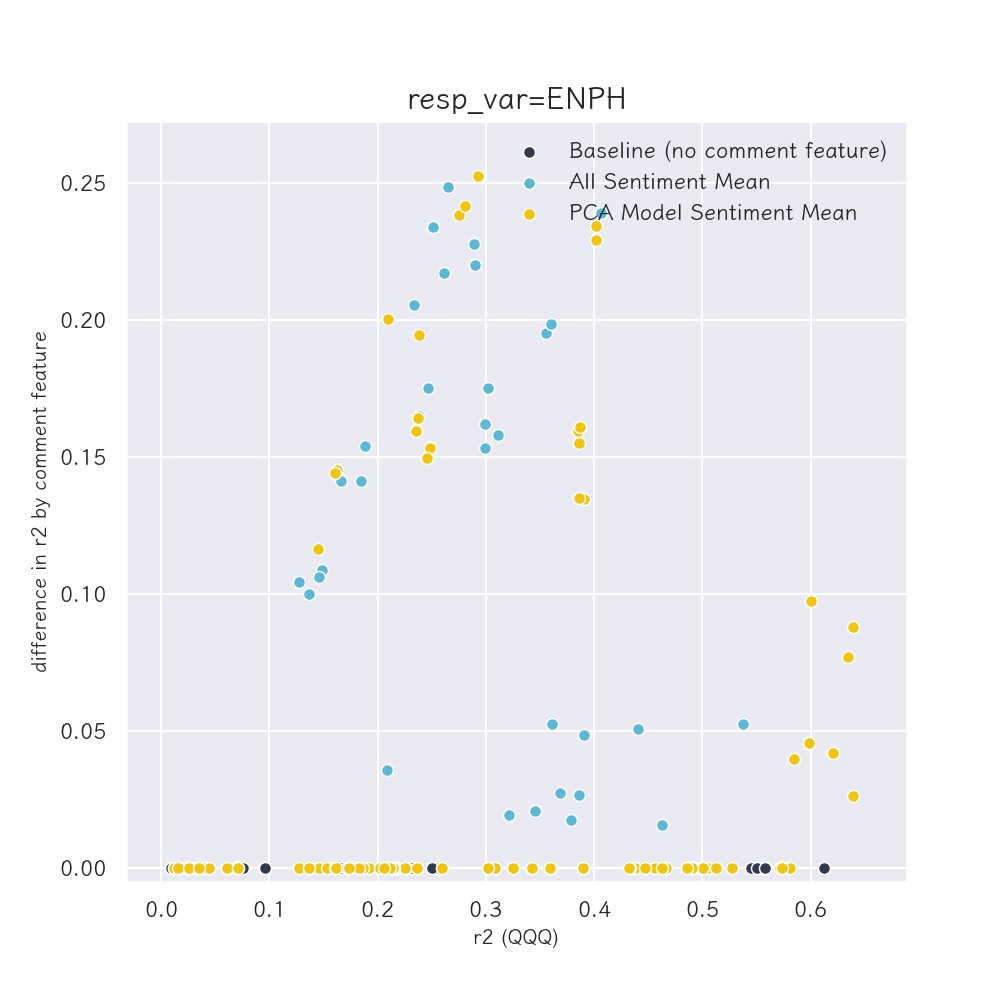 resp_var=ENPH
Baseline (no comment feature)
All Sentiment Mean
PCA Model Sentiment Mean
difference in r2 by comment feature
0.25
0.20
0.15
0.10
0.05
0.00
0.0 0.1 0.2 0.3 0.4 0.5 0.6
r2 (QQQ)